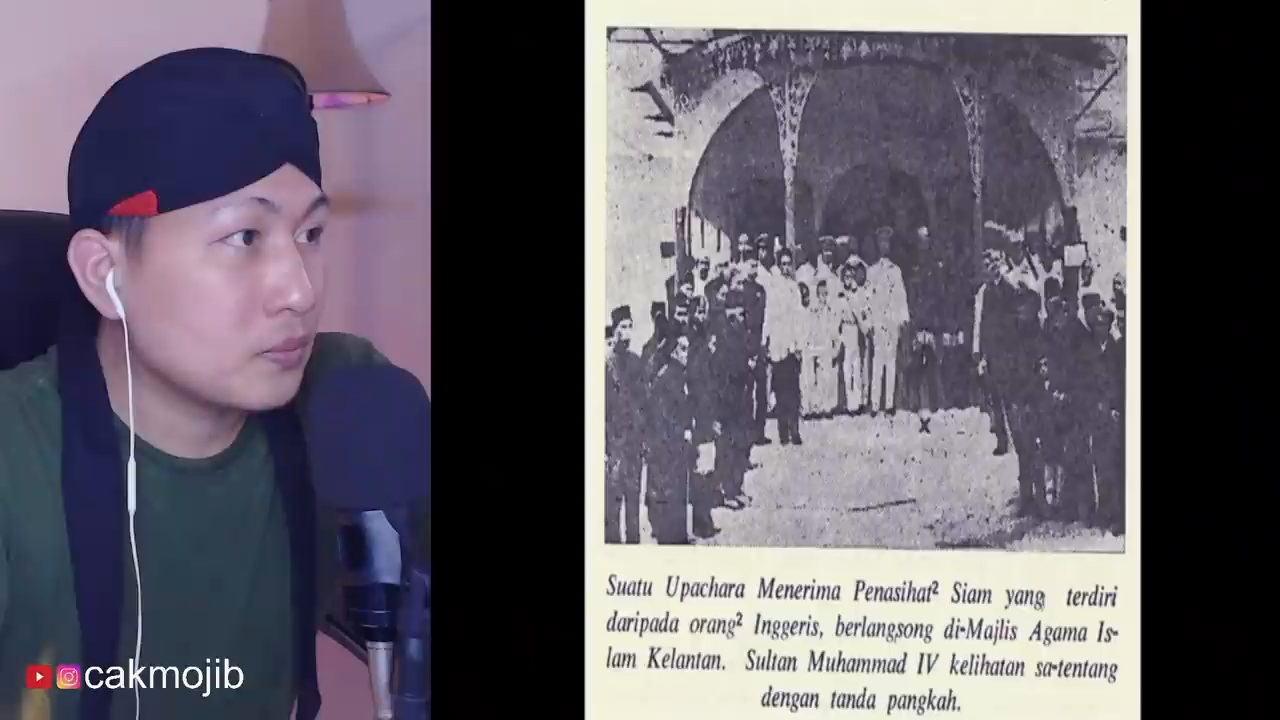 Suatu Upachara Menerima Penasihat² Siam yang terdiri
daripada orang² Inggeris, berlangsong di-Majlis Agama Is-
lam Kelantan. Sultan Muhammad IV kelihatan sa-tentang
dengan tanda pangkah.
cakmojib